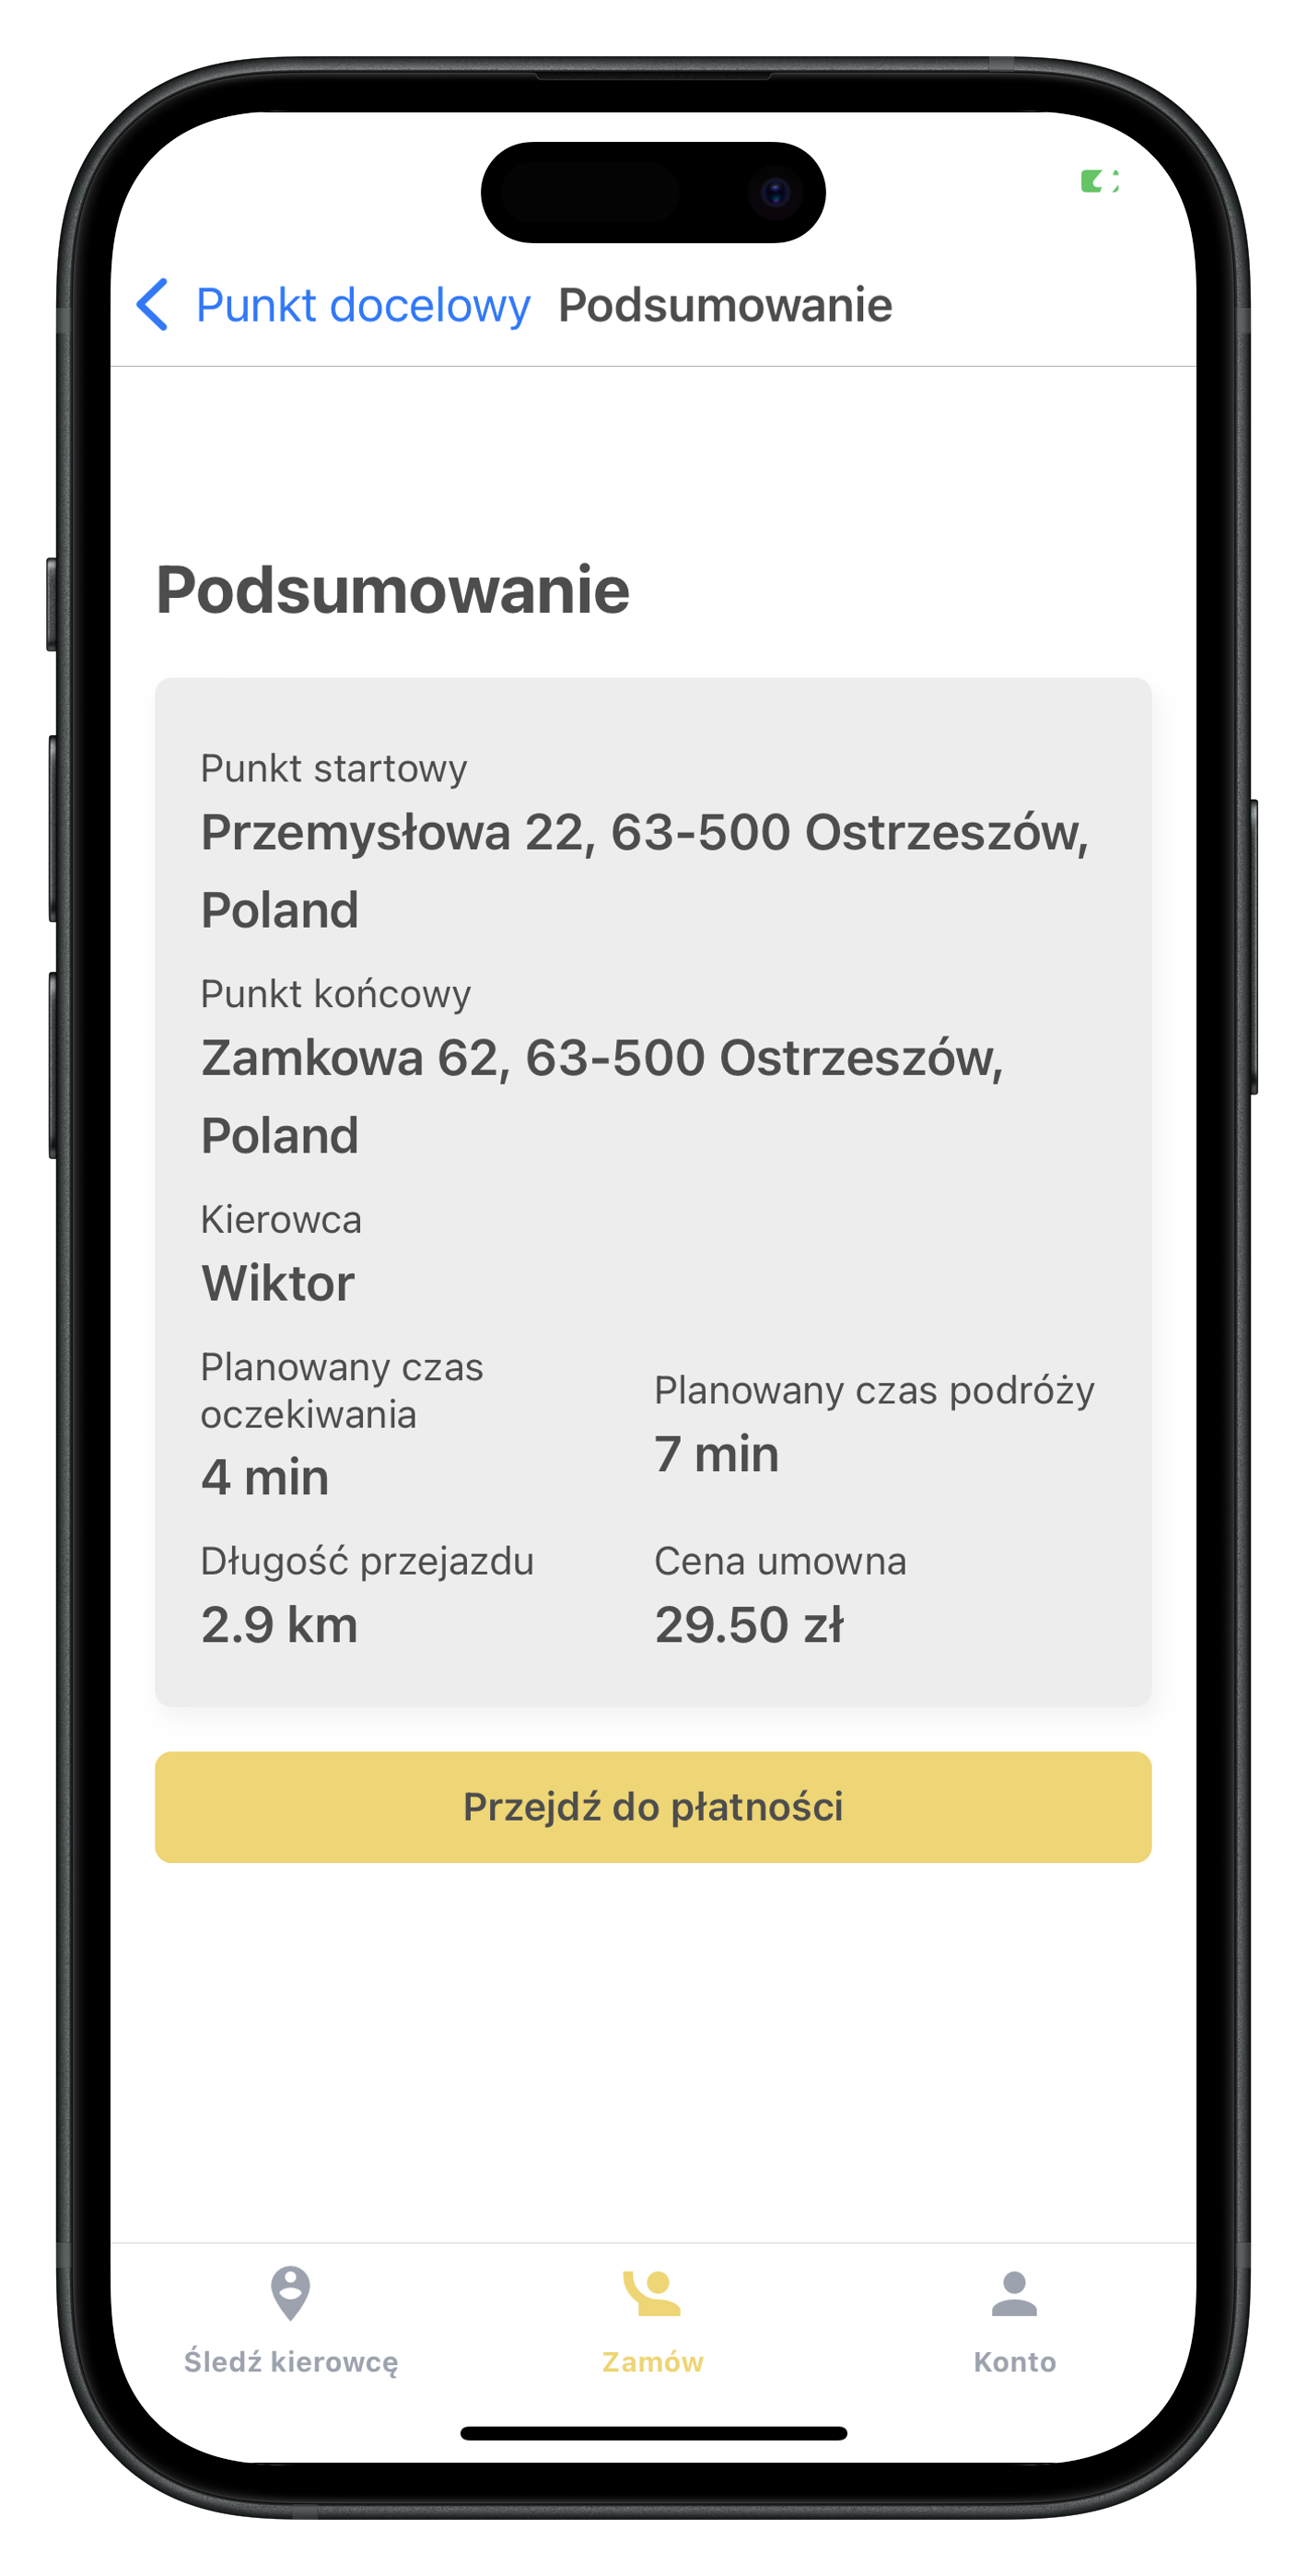 Punkt docelowy Podsumowanie
Podsumowanie
Punkt startowy
Przemysłowa 22, 63-500 Ostrzeszów,
Poland
Punkt końcowy
Zamkowa 62, 63-500 Ostrzeszów,
Poland
Kierowca
Wiktor
Planowany czas
oczekiwania
4 min
Planowany czas podróży
7 min
Długość przejazdu
2.9 km
Cena umowna
29.50 zł
Przejdź do płatności
Śledź kierowcę
Zamów
Konto